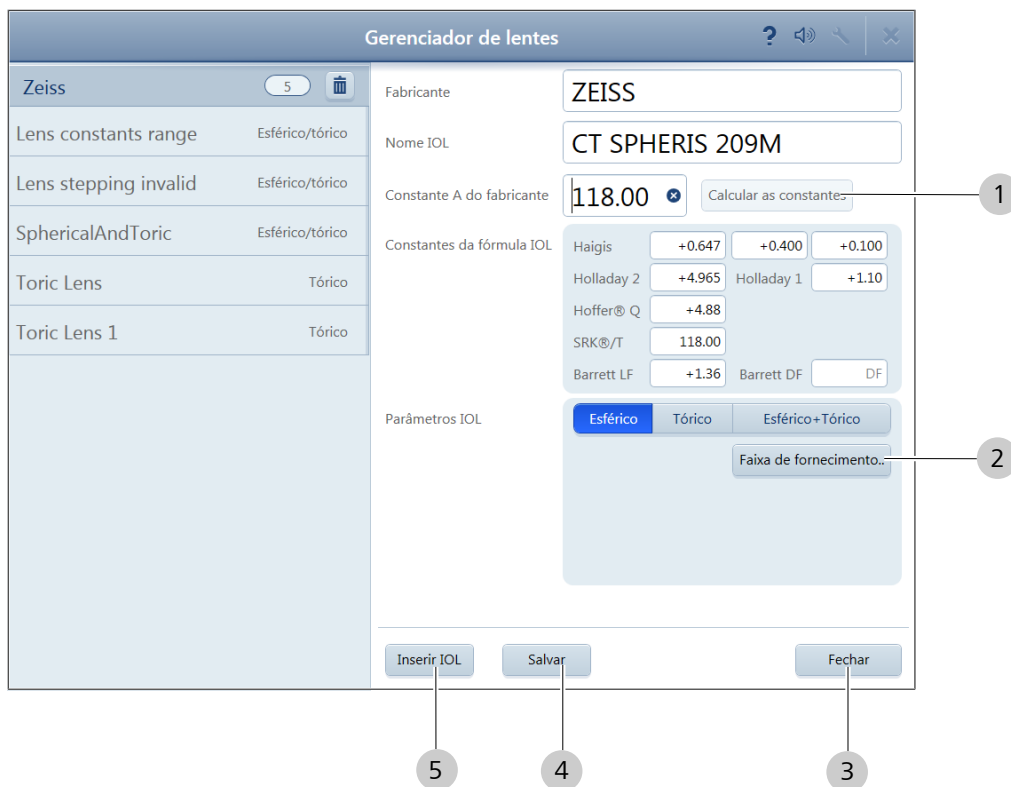 Gerenciador de lentes
?
Zeiss 5
Lens constants range Esférico/tórico
Lens stepping invalid Esférico/tórico
SphericalAndToric Esférico/tórico
Toric Lens Tórico
Toric Lens 1 Tórico
Fabricante ZEISS
Nome IOL CT SPHERIS 209M
Constante A do fabricante 118.00 Calcular as constantes 1
Constantes da fórmula IOL Haigis +0.647 +0.400 +0.100
Holladay 2 +4.965 Holladay 1 +1.10
Hoffer® Q +4.88
SRK®/T 118.00
Barrett LF +1.36 Barrett DF DF
Parâmetros IOL Esférico Tórico Esférico+Tórico
Faixa de fornecimento.. 2
Inserir IOL Salvar Fechar
5 4 3